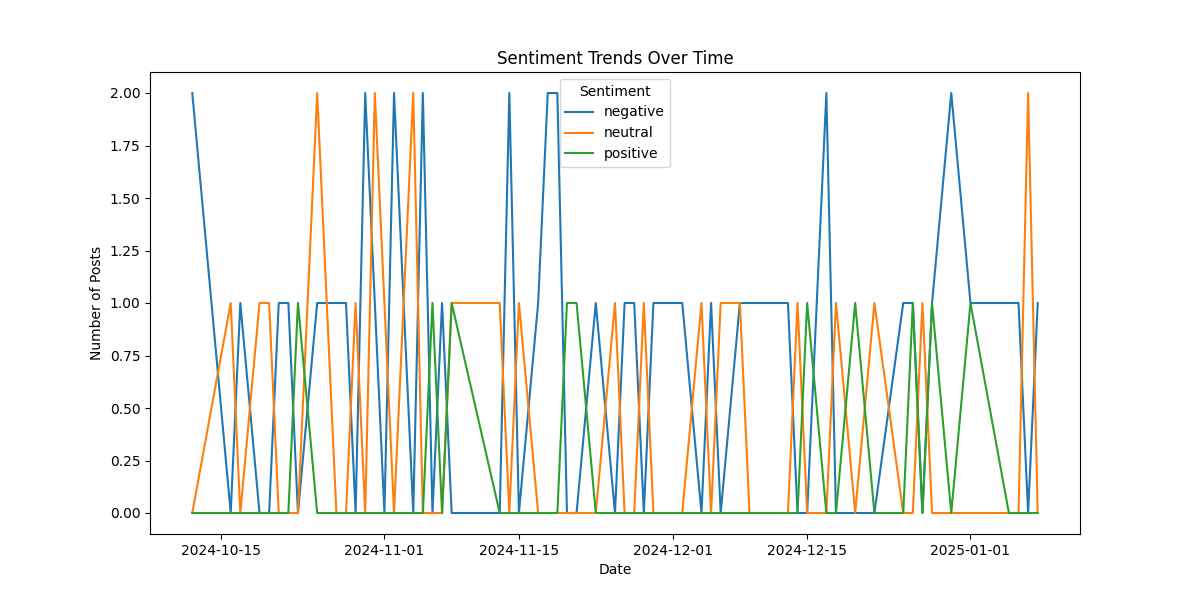 Sentiment Trends Over Time
Sentiment
negative
neutral
positive
Number of Posts
2.00
1.75
1.50
1.25
1.00
0.75
0.50
0.25
0.00
2024-10-15
2024-11-01
2024-11-15
2024-12-01
2024-12-15
2025-01-01
Date